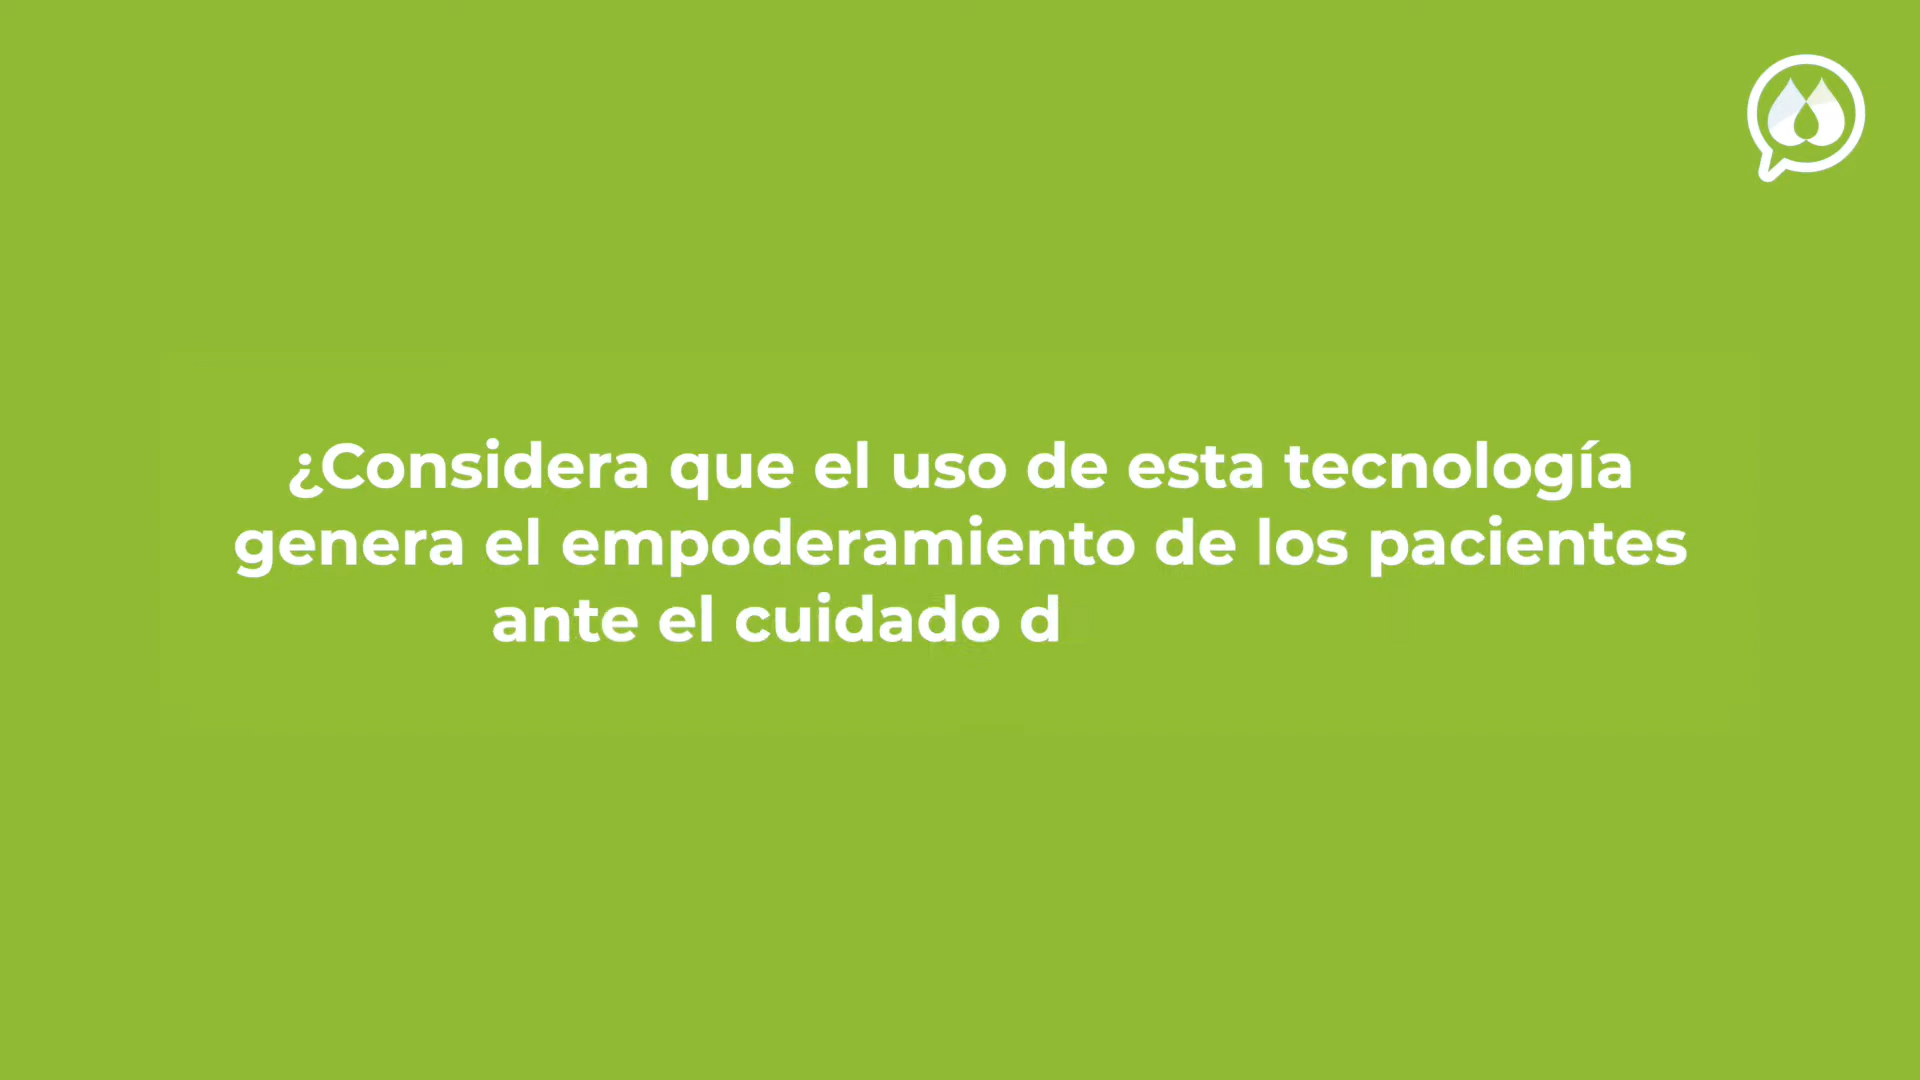 ¿Considera que el uso de esta tecnología
genera el empoderamiento de los pacientes
ante el cuidado d